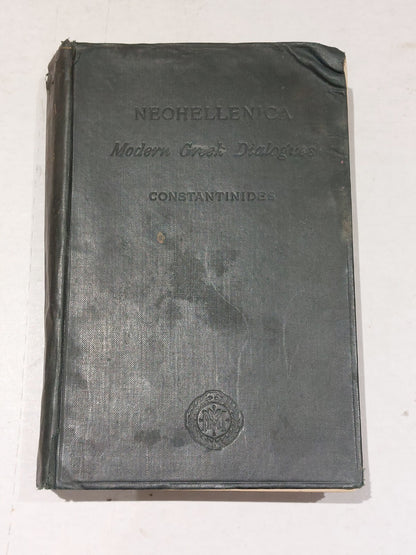 NEOHELLENICA
Modern Greek Dialogues
CONSTANTINIDES